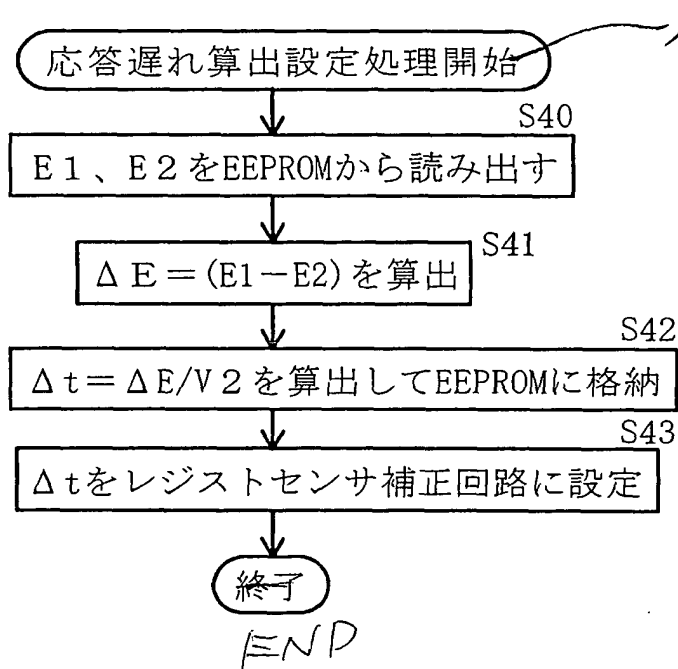 応答遅れ算出設定処理開始
S40
E1、E2をEEPROMから読み出す
S41
ΔE=(E1-E2)を算出
S42
Δt=ΔE/V2を算出してEEPROMに格納
S43
Δtをレジストセンサ補正回路に設定
終了
END